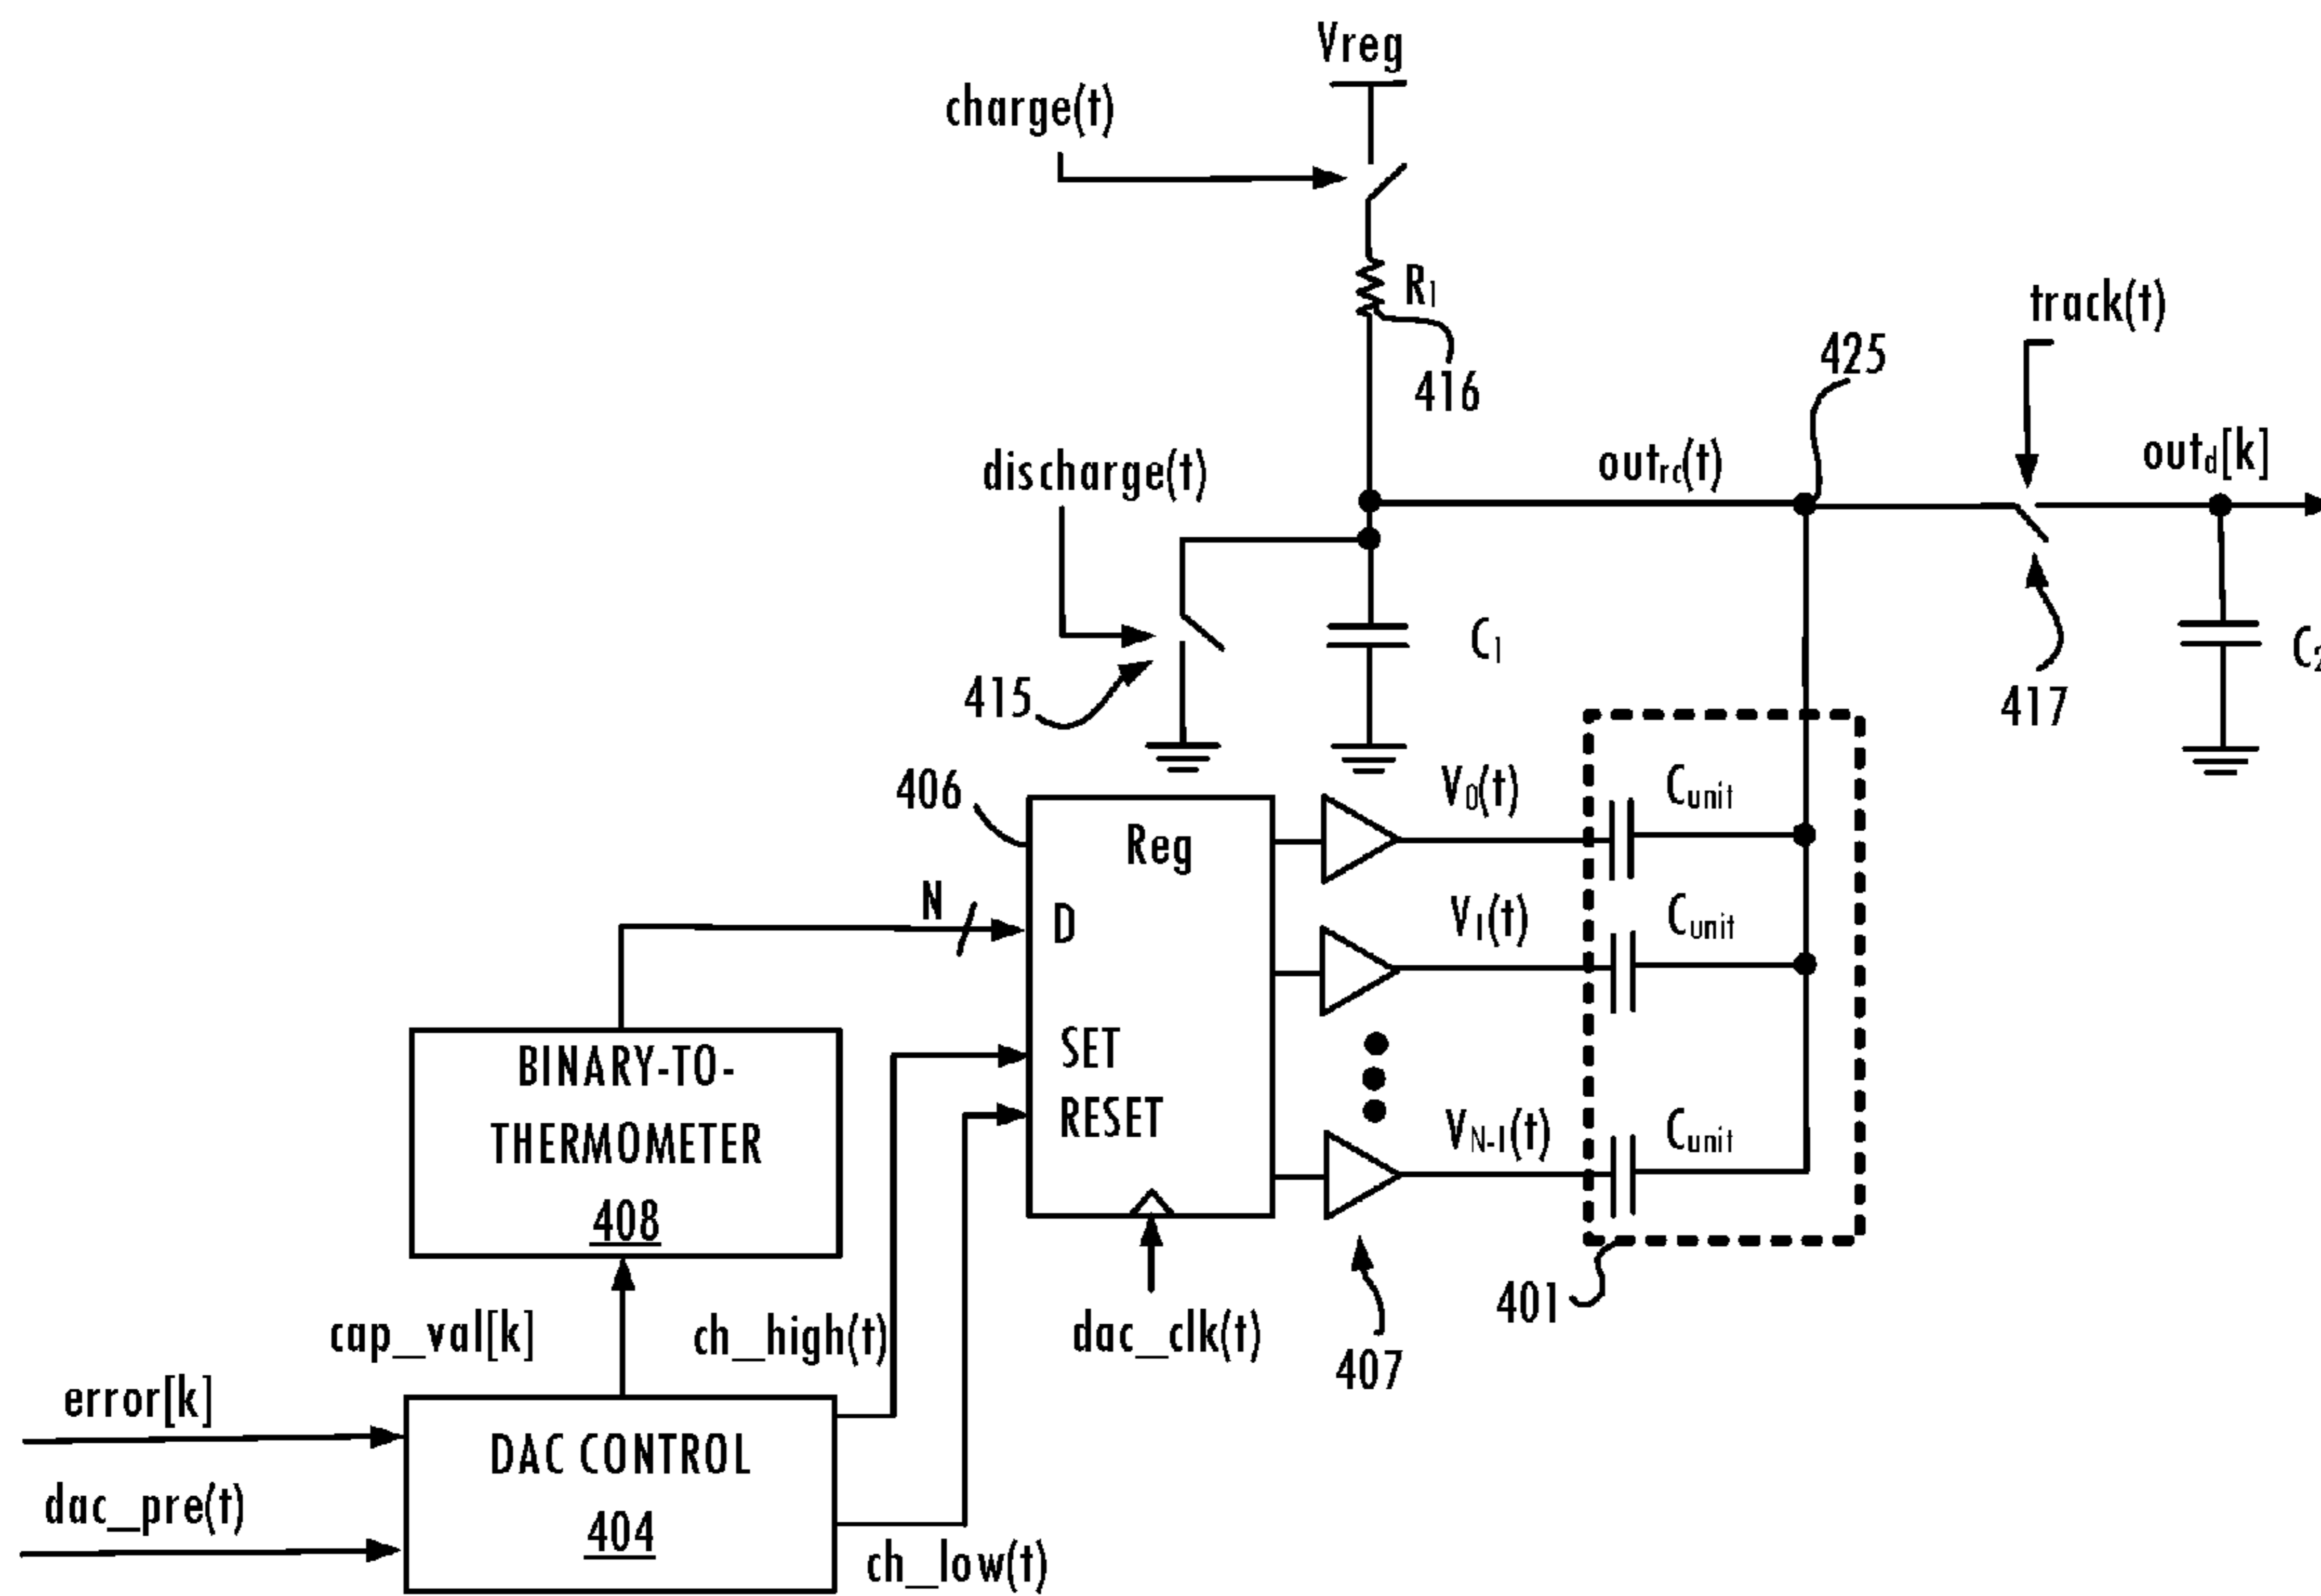 Vreg
charge(t)
R1
416
track(t)
425
discharge(t)
outrc(t)
outd[k]
C1
C2
415
417
406
Reg
V0(t)
Cunit
N
D
V1(t)
Cunit
SET
RESET
VN-1(t)
Cunit
BINARY-TO-
THERMOMETER
408
401
cap_val[k]
ch_high(t)
dac_clk(t)
407
error[k]
DAC CONTROL
dac_pre(t)
404
ch_low(t)